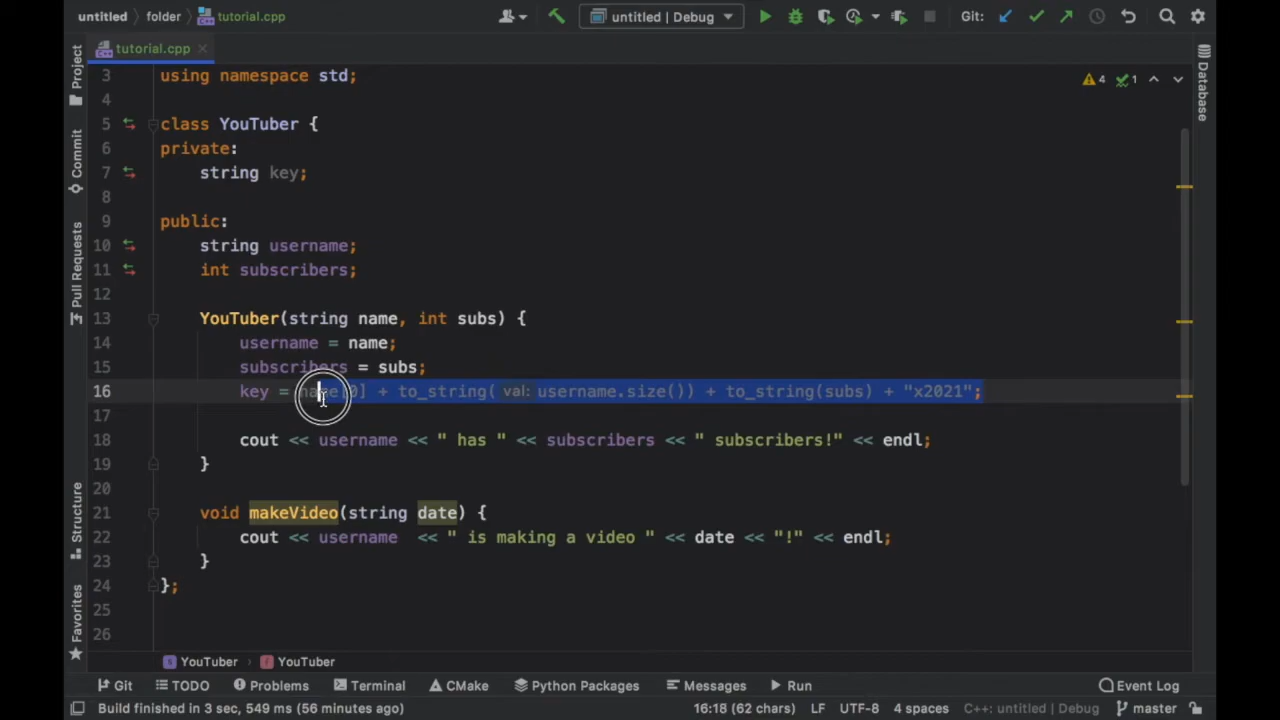 untitled folder tutorial.cpp untitled | Debug Git:
tutorial.cpp
Project
Commit
Pull Requests
Structure
Favorites
Database
4 1
3 using namespace std;
4
5 class YouTuber {
6 private:
7 string key;
8
9 public:
10 string username;
11 int subscribers;
12
13 YouTuber(string name, int subs) {
14 username = name;
15 subscribers = subs;
16 key = name[0] + to_string( val: username.size()) + to_string(subs) + "x2021";
17
18 cout << username << " has " << subscribers << " subscribers!" << endl;
19 }
20
21 void makeVideo(string date) {
22 cout << username << " is making a video " << date << "!" << endl;
23 }
24 };
25
26
YouTuber YouTuber
Git TODO Problems Terminal CMake Python Packages Messages Run Event Log
Build finished in 3 sec, 549 ms (56 minutes ago) 16:18 (62 chars) LF UTF-8 4 spaces C++: untitled | Debug master